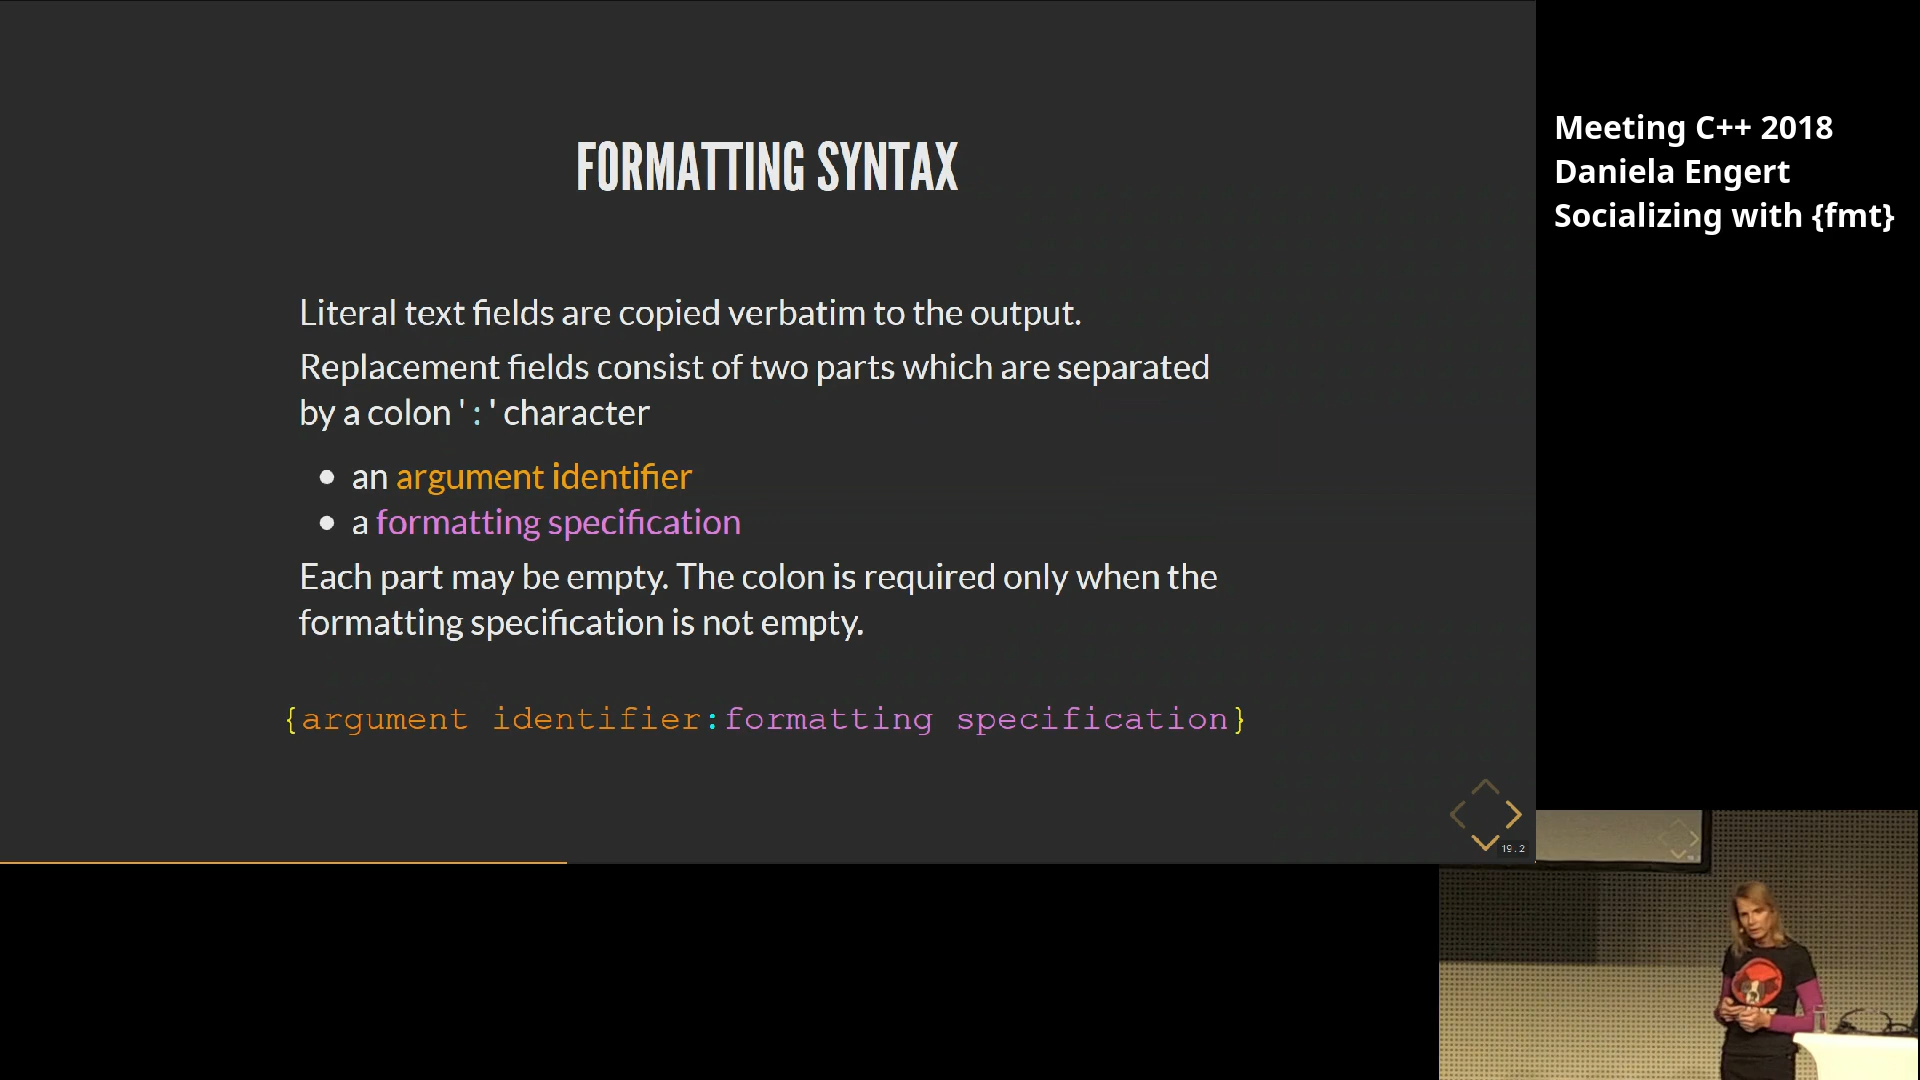 FORMATTING SYNTAX
Literal text fields are copied verbatim to the output.
Replacement fields consist of two parts which are separated
by a colon ':' character
an argument identifier
a formatting specification
Each part may be empty. The colon is required only when the
formatting specification is not empty.
{argument identifier:formatting specification}
19.2
Meeting C++ 2018
Daniela Engert
Socializing with {fmt}